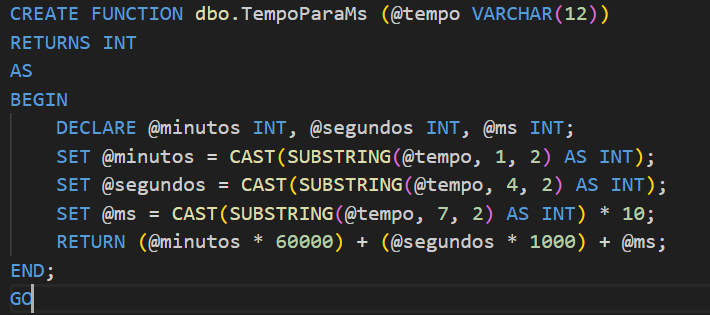 CREATE FUNCTION dbo.TempoParaMs (@tempo VARCHAR(12))
RETURNS INT
AS
BEGIN
    DECLARE @minutos INT, @segundos INT, @ms INT;
    SET @minutos = CAST(SUBSTRING(@tempo, 1, 2) AS INT);
    SET @segundos = CAST(SUBSTRING(@tempo, 4, 2) AS INT);
    SET @ms = CAST(SUBSTRING(@tempo, 7, 2) AS INT) * 10;
    RETURN (@minutos * 60000) + (@segundos * 1000) + @ms;
END;
GO